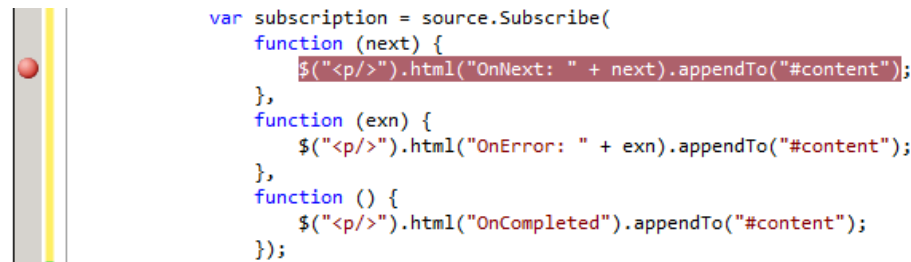 var subscription = source.Subscribe(
function (next) {
$("<p/>").html("OnNext: " + next).appendTo("#content");
},
function (exn) {
$("<p/>").html("OnError: " + exn).appendTo("#content");
},
function () {
$("<p/>").html("OnCompleted").appendTo("#content");
});